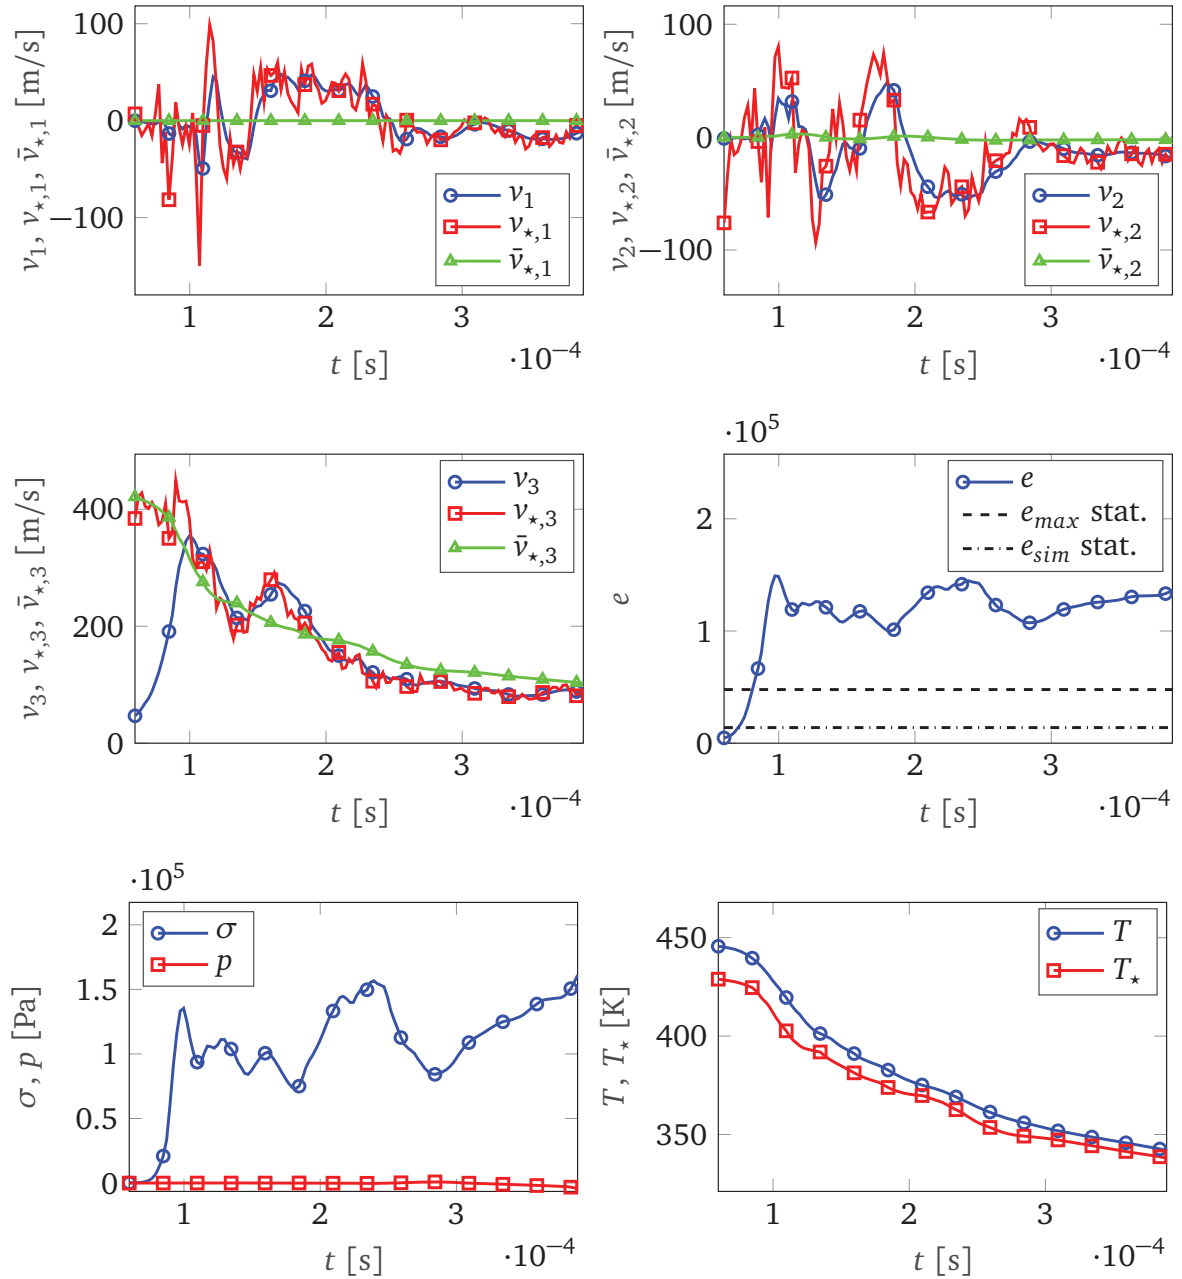 v₁, v⋆,₁, v̄⋆,₁ [m/s]
100
0
−100
v₁
v⋆,₁
v̄⋆,₁
1
2
3
·10⁻⁴
t [s]
v₂, v⋆,₂, v̄⋆,₂ [m/s]
100
0
−100
v₂
v⋆,₂
v̄⋆,₂
1
2
3
·10⁻⁴
t [s]
v₃, v⋆,₃, v̄⋆,₃ [m/s]
400
200
0
v₃
v⋆,₃
v̄⋆,₃
1
2
3
·10⁻⁴
t [s]
·10⁵
e
2
1
0
e
e_max stat.
e_sim stat.
1
2
3
·10⁻⁴
t [s]
·10⁵
σ, p [Pa]
2
1.5
1
0.5
0
σ
p
1
2
3
·10⁻⁴
t [s]
T, T⋆ [K]
450
400
350
T
T⋆
1
2
3
·10⁻⁴
t [s]